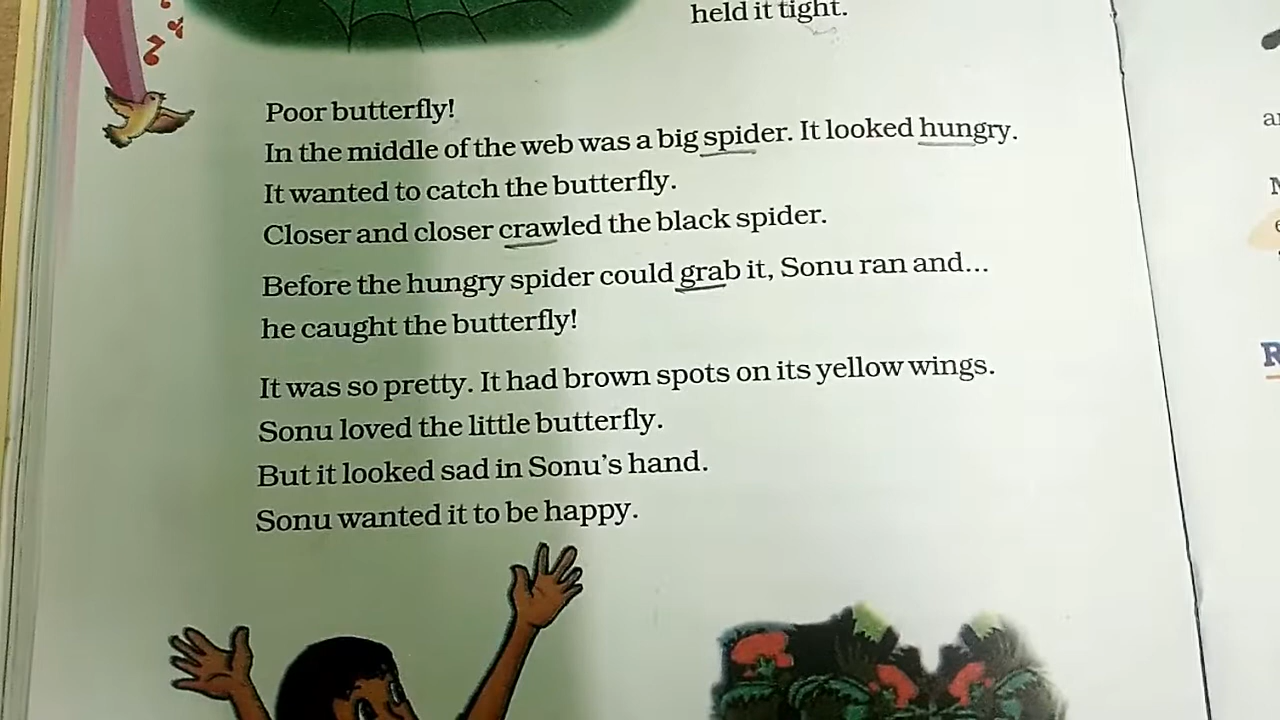 held it tight.
Poor butterfly!
In the middle of the web was a big spider. It looked hungry.
It wanted to catch the butterfly.
Closer and closer crawled the black spider.
Before the hungry spider could grab it, Sonu ran and...
he caught the butterfly!
It was so pretty. It had brown spots on its yellow wings.
Sonu loved the little butterfly.
But it looked sad in Sonu's hand.
Sonu wanted it to be happy.